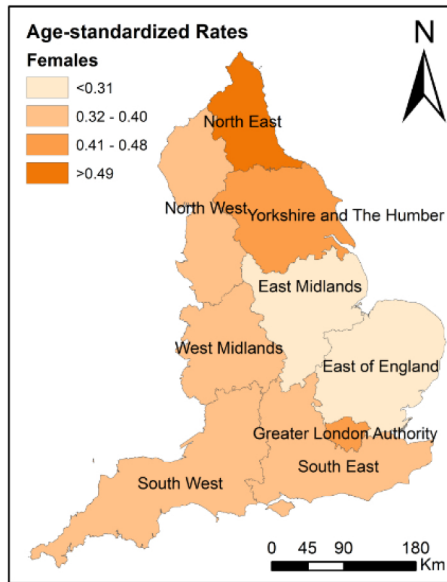 Age-standardized Rates
Females
<0.31
0.32 - 0.40
0.41 - 0.48
>0.49
N
North East
North West
Yorkshire and The Humber
East Midlands
West Midlands
East of England
Greater London Authority
South East
South West
0 45 90 180
Km